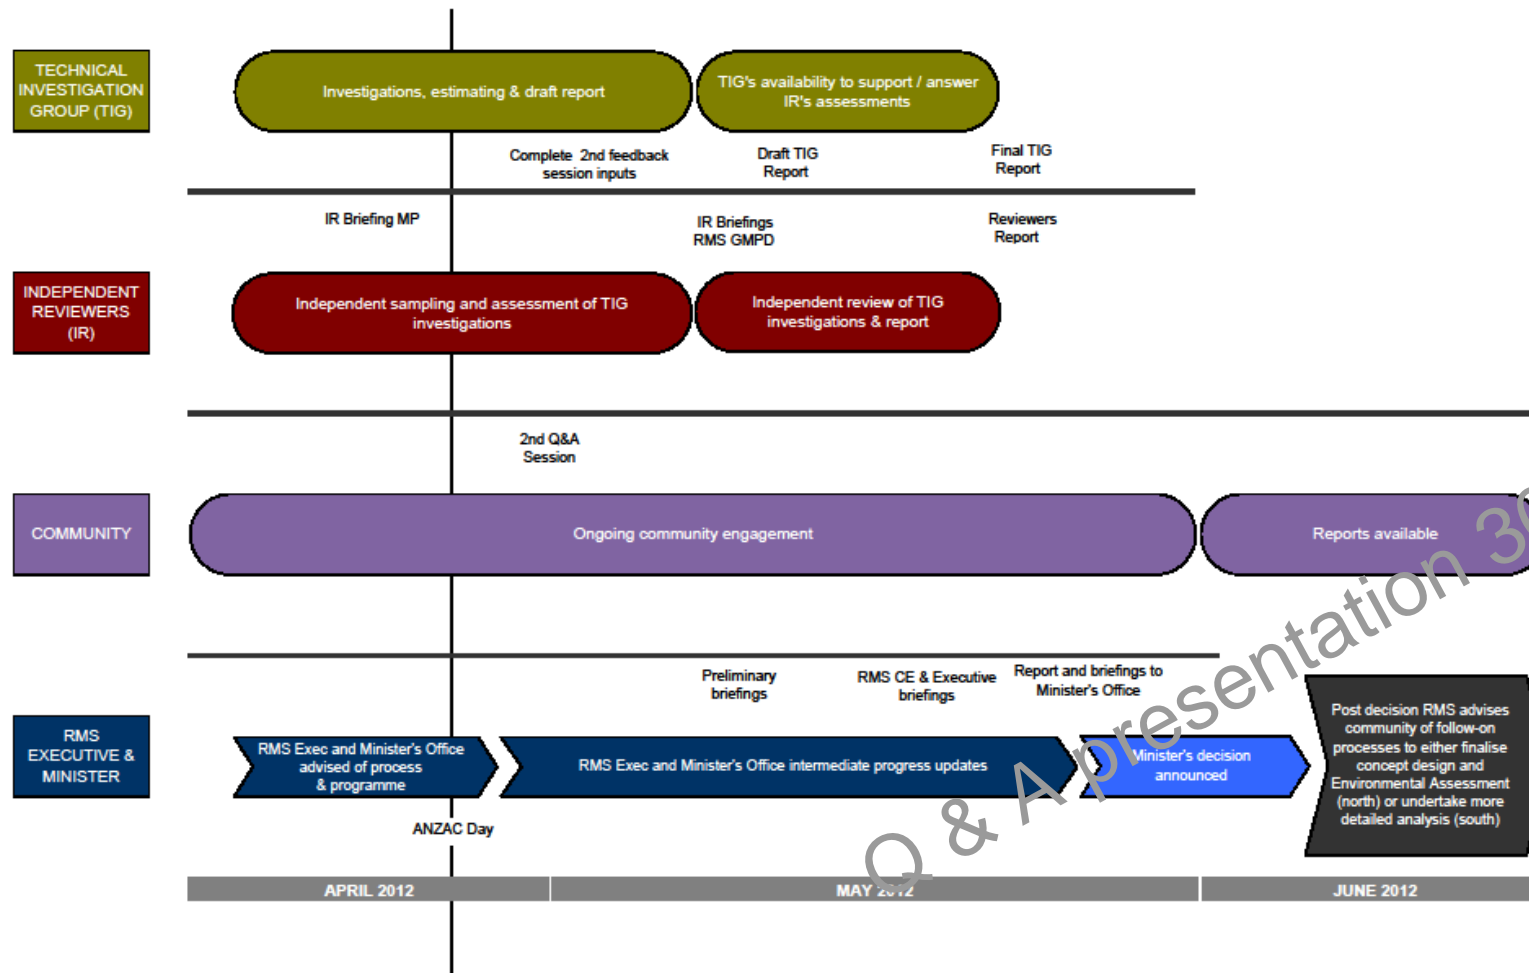 TECHNICAL
INVESTIGATION
GROUP (TIG)
Investigations, estimating & draft report
TIG's availability to support / answer
IR's assessments
Complete 2nd feedback
session inputs
Draft TIG
Report
Final TIG
Report
IR Briefing MP
IR Briefings
RMS GMPD
Reviewers
Report
INDEPENDENT
REVIEWERS
(IR)
Independent sampling and assessment of TIG
investigations
Independent review of TIG
investigations & report
2nd Q&A
Session
COMMUNITY
Ongoing community engagement
Reports available
Preliminary
briefings
RMS CE & Executive
briefings
Report and briefings to
Minister's Office
RMS
EXECUTIVE &
MINISTER
RMS Exec and Minister's Office
advised of process
& programme
RMS Exec and Minister's Office intermediate progress updates
Minister's decision
announced
Post decision RMS advises
community of follow-on
processes to either finalise
concept design and
Environmental Assessment
(north) or undertake more
detailed analysis (south)
ANZAC Day
APRIL 2012
MAY 2012
JUNE 2012
Q & A presentation